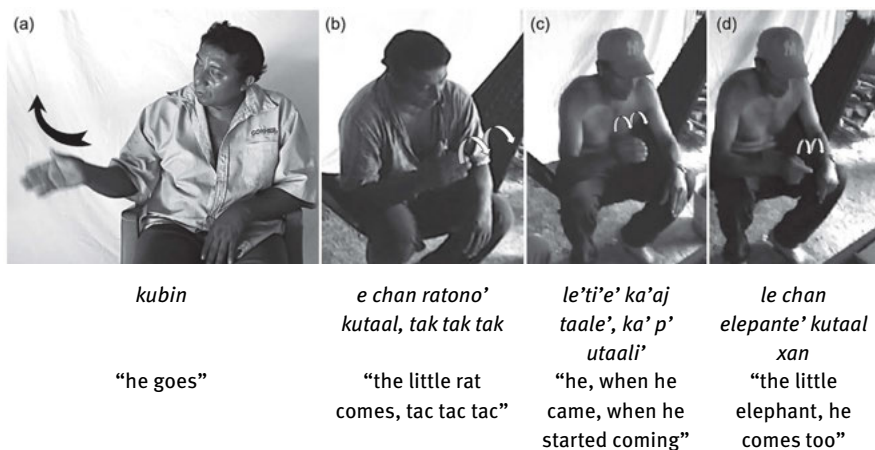 (a)
(b)
(c)
(d)
kubin
"he goes"
e chan ratono'
kutaal, tak tak tak
"the little rat
comes, tac tac tac"
le'ti'e' ka'aj
taale', ka' p'
utaali'
"he, when he
came, when he
started coming"
le chan
elepante' kutaal
xan
"the little
elephant, he
comes too"